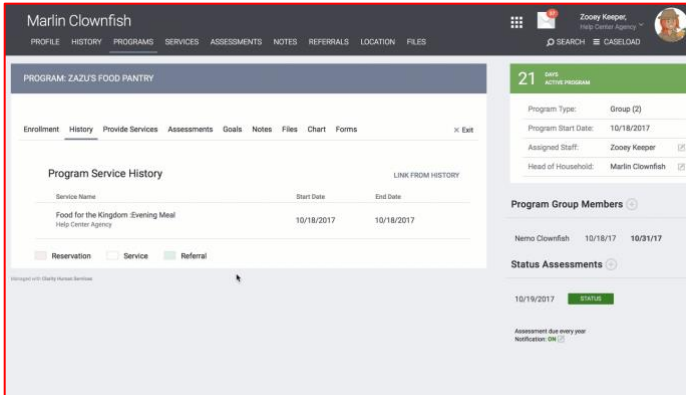 Marlin Clownfish
Zooey Keeper,
Help Center Agency
PROFILE HISTORY PROGRAMS SERVICES ASSESSMENTS NOTES REFERRALS LOCATION FILES
SEARCH CASELOAD
PROGRAM: ZAZU'S FOOD PANTRY
Enrollment History Provide Services Assessments Goals Notes Files Chart Forms × Exit
Program Service History
LINK FROM HISTORY
Service Name Start Date End Date
Food for the Kingdom :Evening Meal 10/18/2017 10/18/2017
Help Center Agency
Reservation Service Referral
Managed with Clarity Human Services
21 DAYS
ACTIVE PROGRAM
Program Type: Group (2)
Program Start Date: 10/18/2017
Assigned Staff: Zooey Keeper
Head of Household: Marlin Clownfish
Program Group Members
Nemo Clownfish 10/18/17 10/31/17
Status Assessments
10/19/2017 STATUS
Assessment due every year
Notification: ON